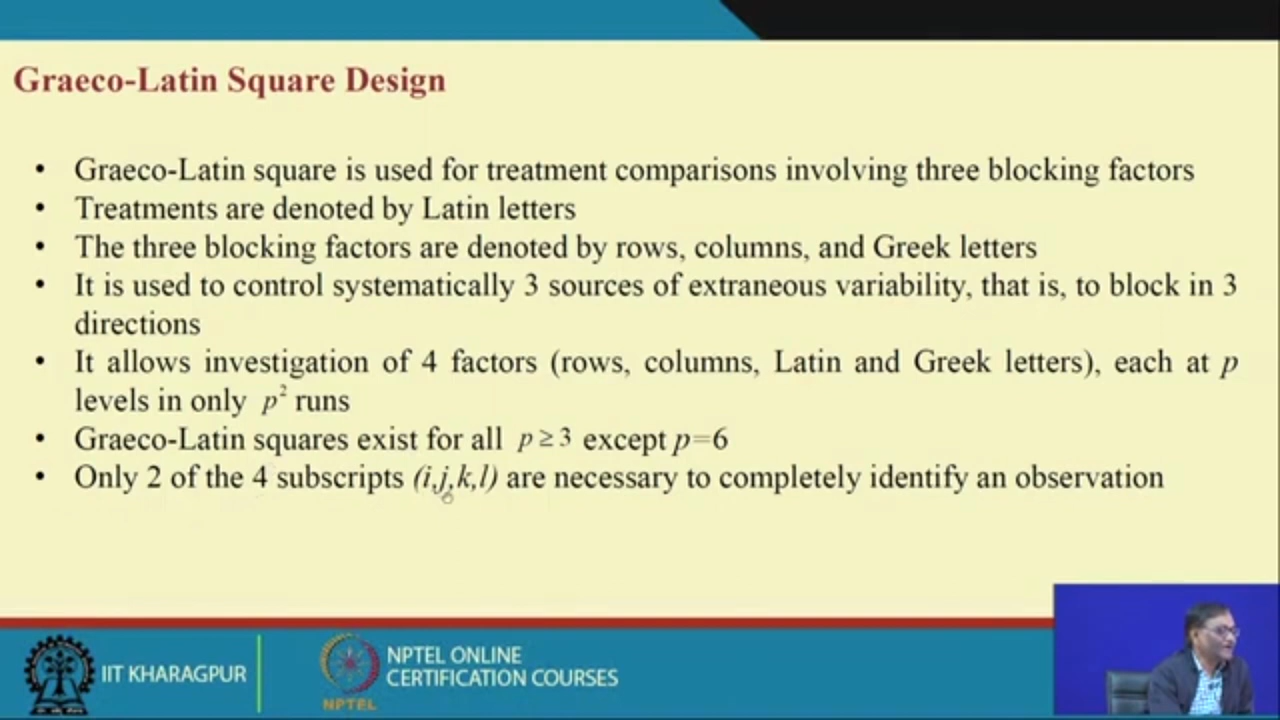 Graeco-Latin Square Design
• Graeco-Latin square is used for treatment comparisons involving three blocking factors
• Treatments are denoted by Latin letters
• The three blocking factors are denoted by rows, columns, and Greek letters
• It is used to control systematically 3 sources of extraneous variability, that is, to block in 3
directions
• It allows investigation of 4 factors (rows, columns, Latin and Greek letters), each at p
levels in only p² runs
• Graeco-Latin squares exist for all p ≥ 3 except p=6
• Only 2 of the 4 subscripts (i,j,k,l) are necessary to completely identify an observation
IIT KHARAGPUR
NPTEL ONLINE
CERTIFICATION COURSES
NPTEL